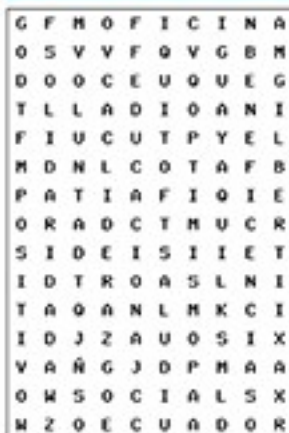 G F M O F I C I N A
O S V V F Q V G B M
D O O C E U Q U E G
T L L A D I O A N I
F I U C U T P Y E L
M D N L C O T A F B
P A T I A F I Q I E
O R A D C T M U C R
S I D E I S I I E T
I D T R O A S L N I
T A Q A N L M K C I
I D J Z A U O S I X
V A Ñ G J D P M A A
O W S O C I A L S X
W Z O E C U A D O R